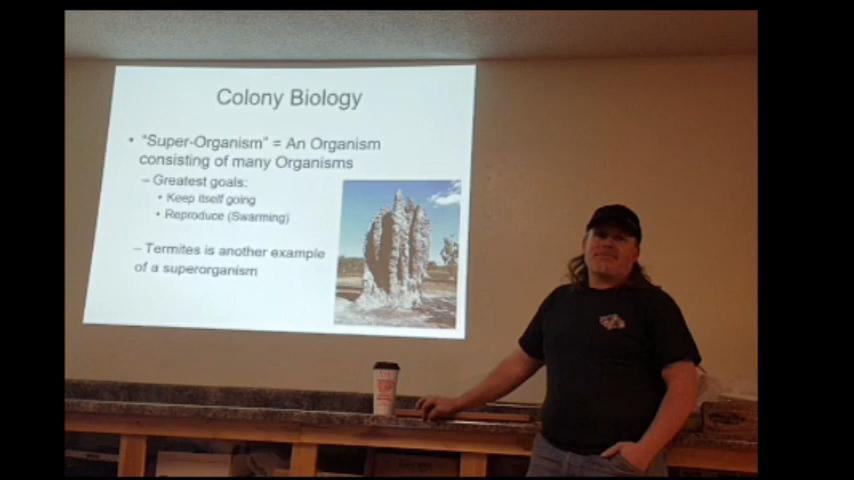 Colony Biology
• "Super-Organism" = An Organism
consisting of many Organisms
– Greatest goals:
• Keep itself going
• Reproduce (Swarming)
– Termites is another example
of a superorganism